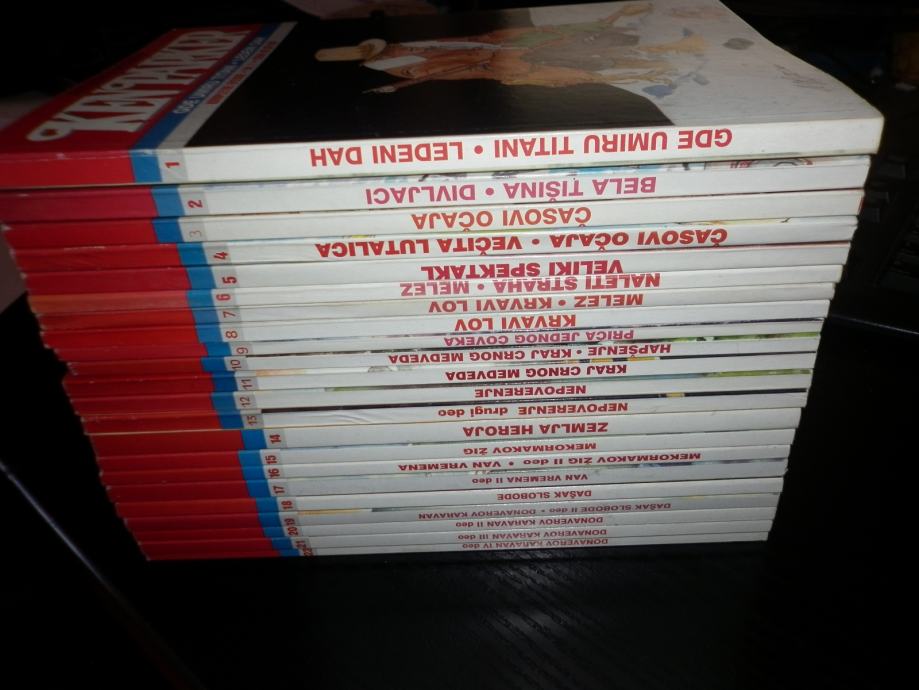 KEN PARKER
1 GDE UMIRU TITANI • LEDENI DAH
2 BELA TIŠINA • DIVLJACI
3 ČASOVI OČAJA
4 ČASOVI OČAJA • VEČITA LUTALICA
5 VELIKI SPEKTAKL
6 NALETI STRAHA • MELEZ
7 MELEZ • KRVAVI LOV
8 KRVAVI LOV
9 PRIČA JEDNOG ČOVEKA
10 HAPŠENJE • KRAJ CRNOG MEDVEDA
11 KRAJ CRNOG MEDVEDA
12 NEPOVERENJE
13 NEPOVERENJE drugi deo
14 ZEMLJA HEROJA
15 MEKORMAKOV ŽIG
16 MEKORMAKOV ŽIG II deo • VAN VREMENA
17 VAN VREMENA II deo
18 DAŠAK SLOBODE
19 DAŠAK SLOBODE II deo • DONAVEROV KARAVAN
20 DONAVEROV KARAVAN II deo
21 DONAVEROV KARAVAN III deo
22 DONAVEROV KARAVAN IV deo